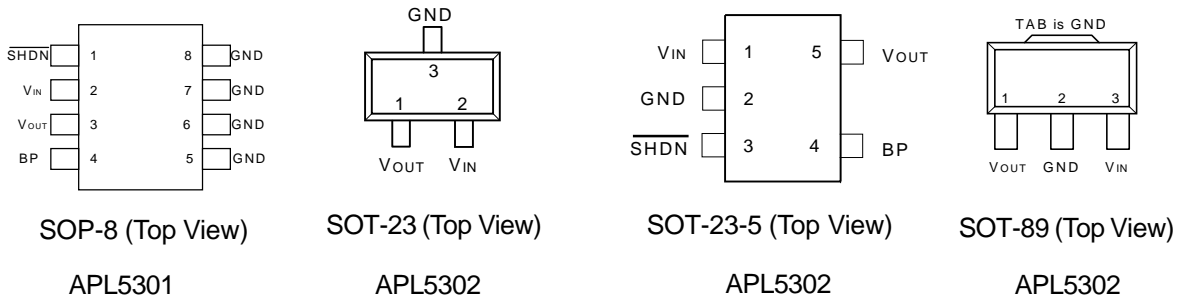 SHDN 1 8 GND
VIN 2 7 GND
VOUT 3 6 GND
BP 4 5 GND
SOP-8 (Top View)
APL5301
GND
3
1 2
VOUT VIN
SOT-23 (Top View)
APL5302
VIN 1 5 VOUT
GND 2
SHDN 3 4 BP
SOT-23-5 (Top View)
APL5302
TAB is GND
1 2 3
VOUT GND VIN
SOT-89 (Top View)
APL5302